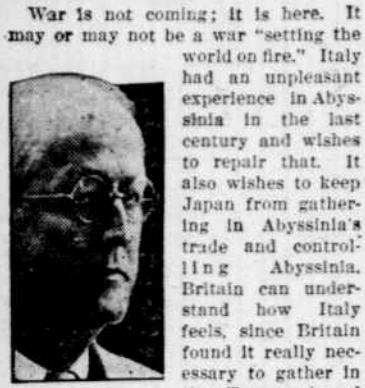 War is not coming; it is here. It
may or may not be a war "setting the
world on fire." Italy
had an unpleasant
experience in Abys-
sinia in the last
century and wishes
to repair that. It
also wishes to keep
Japan from gather-
ing in Abyssinia's
trade and control-
ling Abyssinia.
Britain can under-
stand how Italy
feels, since Britain
found it really nec-
essary to gather in